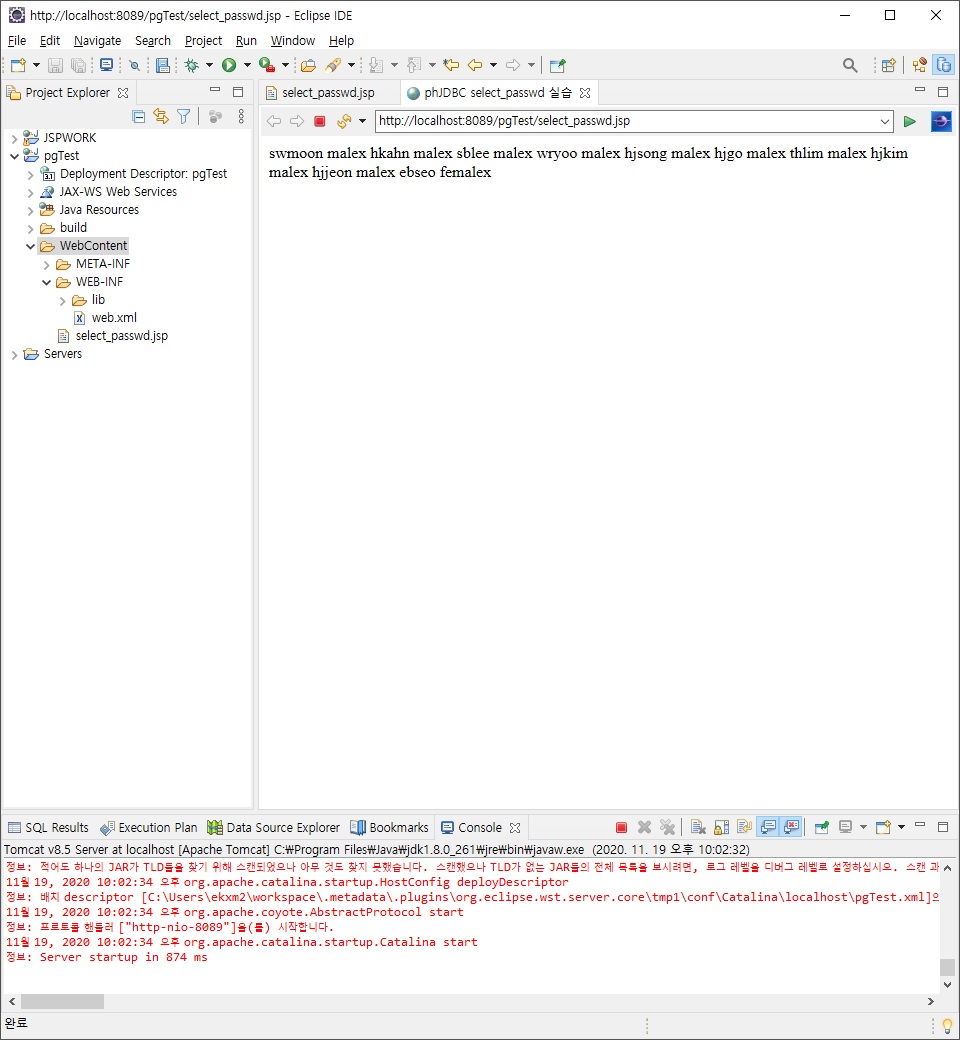 http://localhost:8089/pgTest/select_passwd.jsp - Eclipse IDE
File Edit Navigate Search Project Run Window Help
Project Explorer
select_passwd.jsp
phJDBC select_passwd 실습
http://localhost:8089/pgTest/select_passwd.jsp
JSPWORK
pgTest
Deployment Descriptor: pgTest
JAX-WS Web Services
Java Resources
build
WebContent
META-INF
WEB-INF
lib
web.xml
select_passwd.jsp
Servers
swmoon malex hkahn malex sblee malex wryoo malex hjsong malex hjgo malex thlim malex hjkim
malex hjjeon malex ebseo femalex
SQL Results Execution Plan Data Source Explorer Bookmarks Console
Tomcat v8.5 Server at localhost [Apache Tomcat] C:₩Program Files₩Java₩jdk1.8.0_261₩jre₩bin₩javaw.exe (2020. 11. 19 오후 10:02:32)
정보: 적어도 하나의 JAR가 TLD들을 찾기 위해 스캔되었으나 아무 것도 찾지 못했습니다. 스캔했으나 TLD가 없는 JAR들의 전체 목록을 보시려면, 로그 레벨을 디버그 레벨로 설정하십시오. 스캔 과
11월 19, 2020 10:02:34 오후 org.apache.catalina.startup.HostConfig deployDescriptor
정보: 배치 descriptor [C:\Users\ekxm2\workspace\.metadata\.plugins\org.eclipse.wst.server.core\tmp1\conf\Catalina\localhost\pgTest.xml]으
11월 19, 2020 10:02:34 오후 org.apache.coyote.AbstractProtocol start
정보: 프로토콜 핸들러 ["http-nio-8089"]을(를) 시작합니다.
11월 19, 2020 10:02:34 오후 org.apache.catalina.startup.Catalina start
정보: Server startup in 874 ms
완료